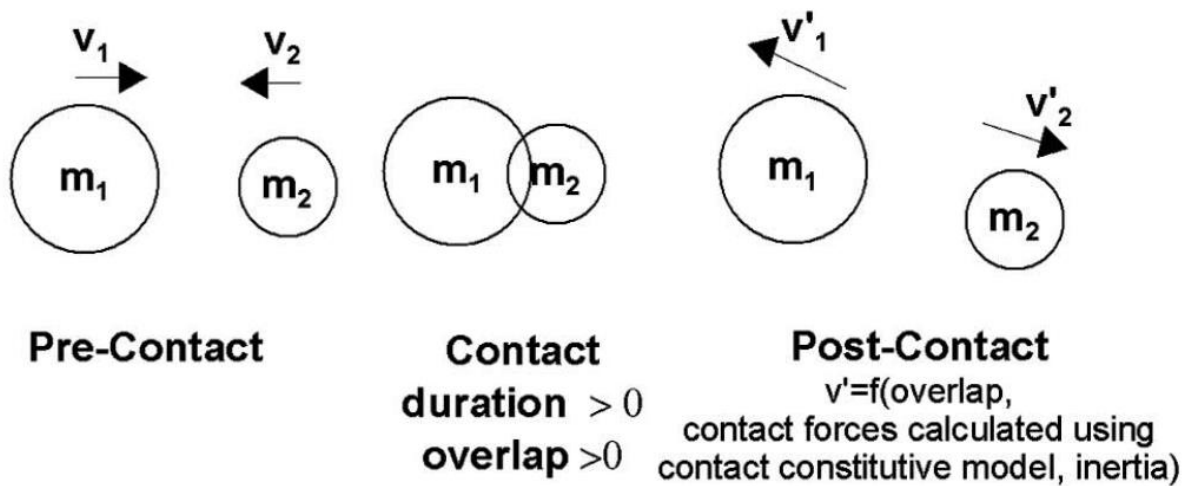 v₁
v₂
m₁
m₂
Pre-Contact
m₁
m₂
Contact
duration > 0
overlap >0
v'₁
v'₂
m₁
m₂
Post-Contact
v'=f(overlap,
contact forces calculated using
contact constitutive model, inertia)